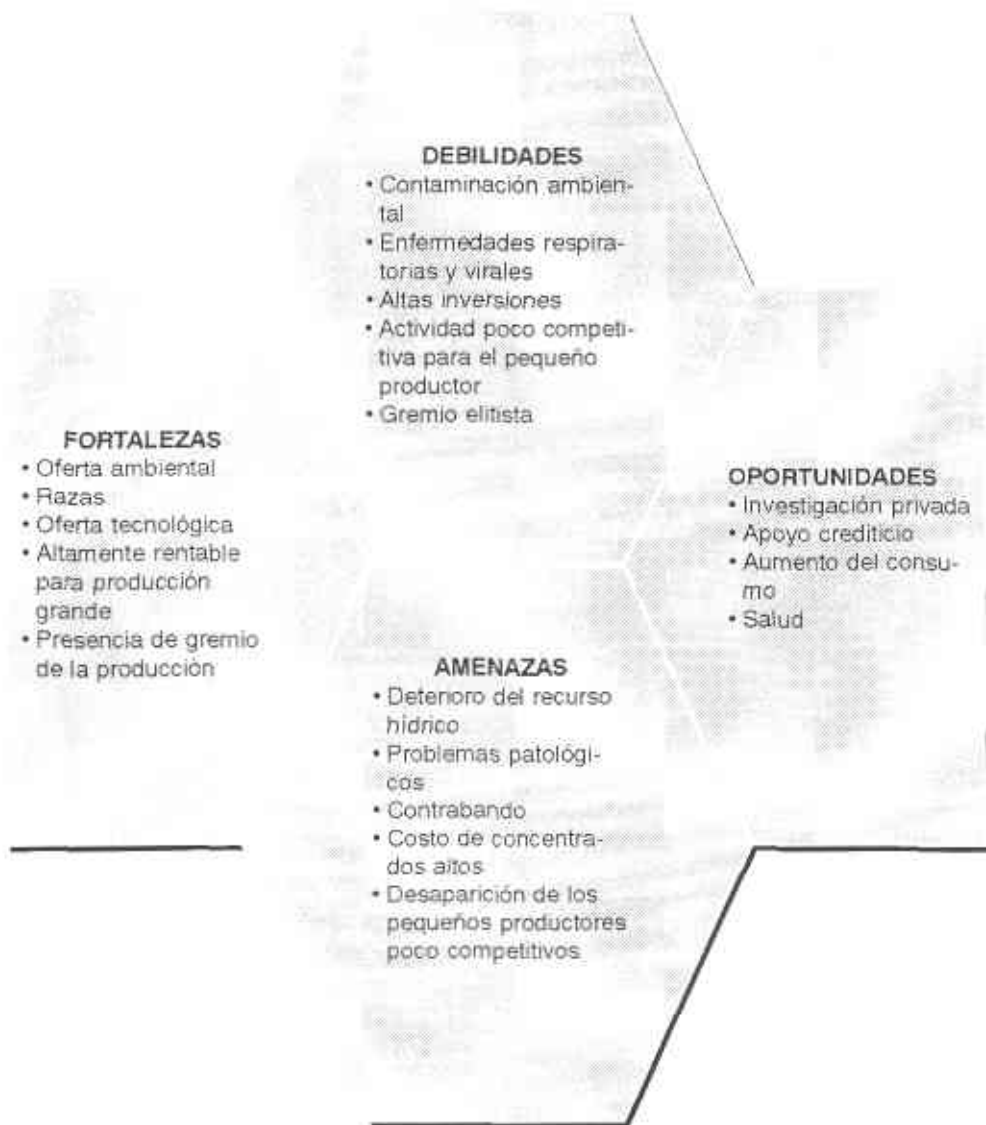 DEBILIDADES
• Contaminación ambien-
tal
• Enfermedades respira-
torias y virales
• Altas inversiones
• Actividad poco competi-
tiva para el pequeño
productor
• Gremio elitista
FORTALEZAS
• Oferta ambiental
• Razas
• Oferta tecnológica
• Altamente rentable
para producción
grande
• Presencia de gremio
de la producción
OPORTUNIDADES
• Investigación privada
• Apoyo crediticio
• Aumento del consu-
mo
• Salud
AMENAZAS
• Deterioro del recurso
hídrico
• Problemas patológi-
cos
• Contrabando
• Costo de concentra-
dos altos
• Desaparición de los
pequeños productores
poco competitivos